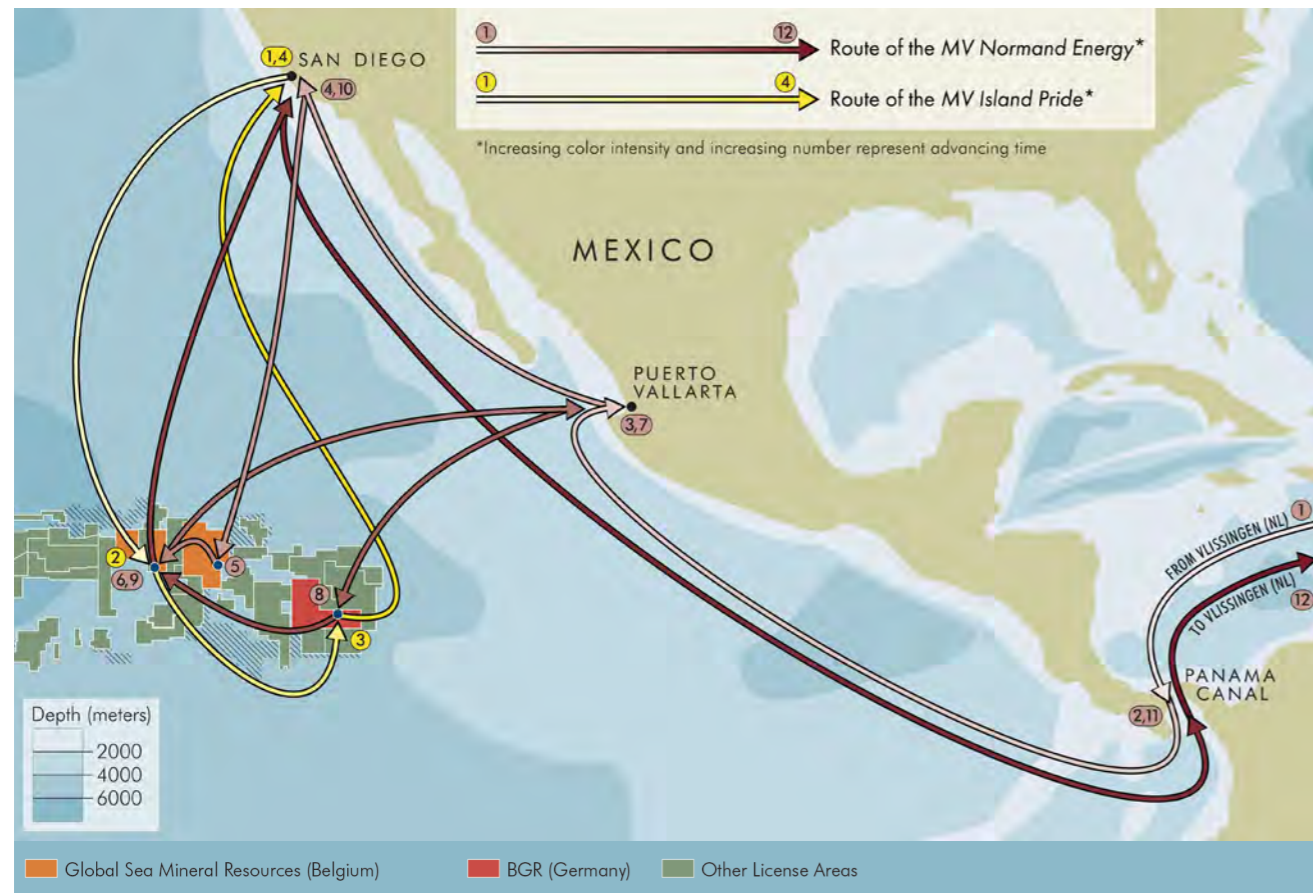 1
12
Route of the MV Normand Energy*
1
4
Route of the MV Island Pride*
*Increasing color intensity and increasing number represent advancing time
1,4
SAN DIEGO
4,10
MEXICO
PUERTO
VALLARTA
3,7
2
6,9
5
8
3
1
FROM VLISSINGEN (NL)
TO VLISSINGEN (NL)
12
PANAMA
CANAL
2,11
Depth (meters)
2000
4000
6000
Global Sea Mineral Resources (Belgium)
BGR (Germany)
Other License Areas